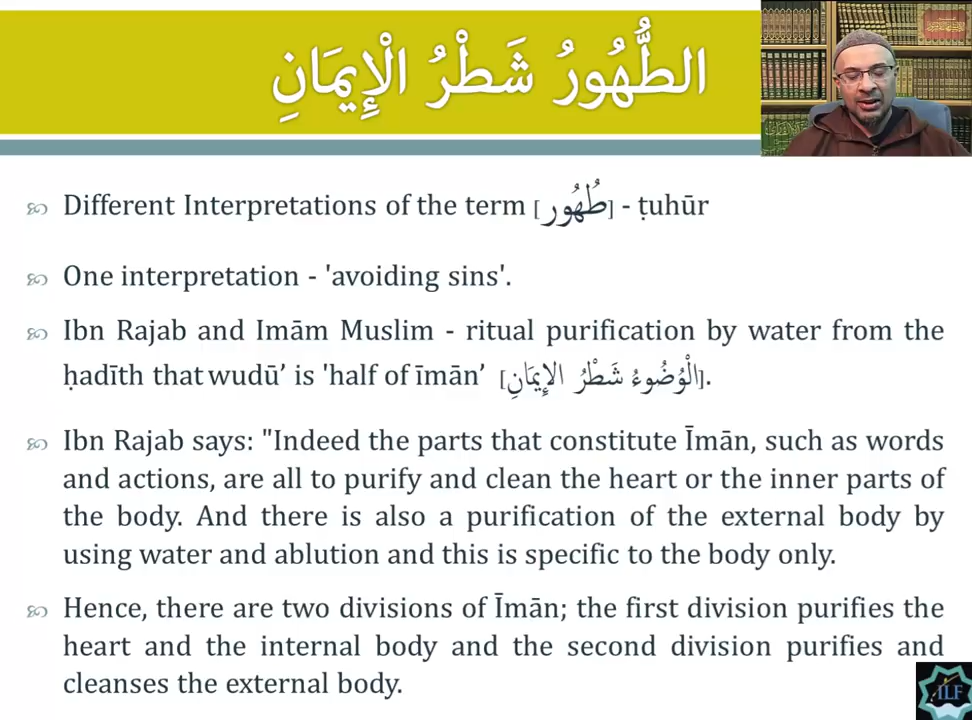 الطُّهُورُ شَطْرُ الْإِيمَانِ
Different Interpretations of the term [طُهُور] - ṭuhūr
One interpretation - 'avoiding sins'.
Ibn Rajab and Imām Muslim - ritual purification by water from the
ḥadīth that wudū’ is 'half of īmān’ [الْوُضُوءُ شَطْرُ الإِيمَانِ].
Ibn Rajab says: "Indeed the parts that constitute Īmān, such as words
and actions, are all to purify and clean the heart or the inner parts of
the body. And there is also a purification of the external body by
using water and ablution and this is specific to the body only.
Hence, there are two divisions of Īmān; the first division purifies the
heart and the internal body and the second division purifies and
cleanses the external body.
ILF